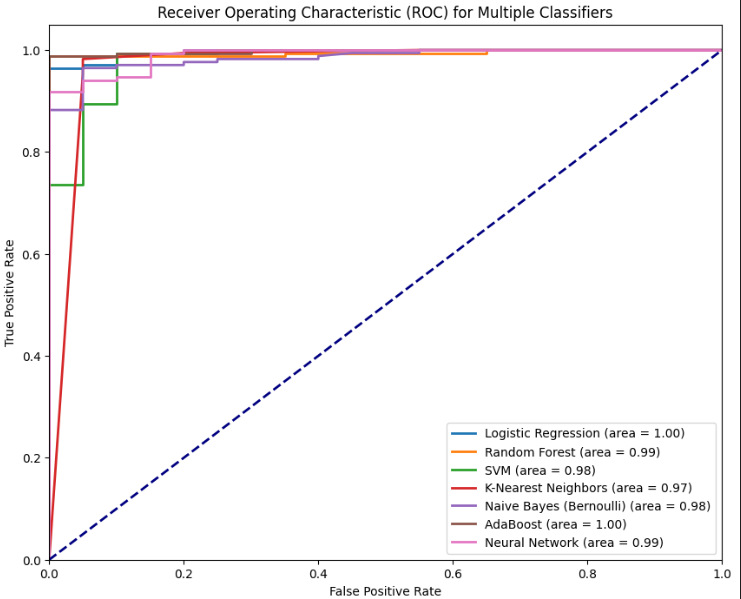 Receiver Operating Characteristic (ROC) for Multiple Classifiers
True Positive Rate
1.0
0.8
0.6
0.4
0.2
0.0
Logistic Regression (area = 1.00)
Random Forest (area = 0.99)
SVM (area = 0.98)
K-Nearest Neighbors (area = 0.97)
Naive Bayes (Bernoulli) (area = 0.98)
AdaBoost (area = 1.00)
Neural Network (area = 0.99)
0.0 0.2 0.4 0.6 0.8 1.0
False Positive Rate